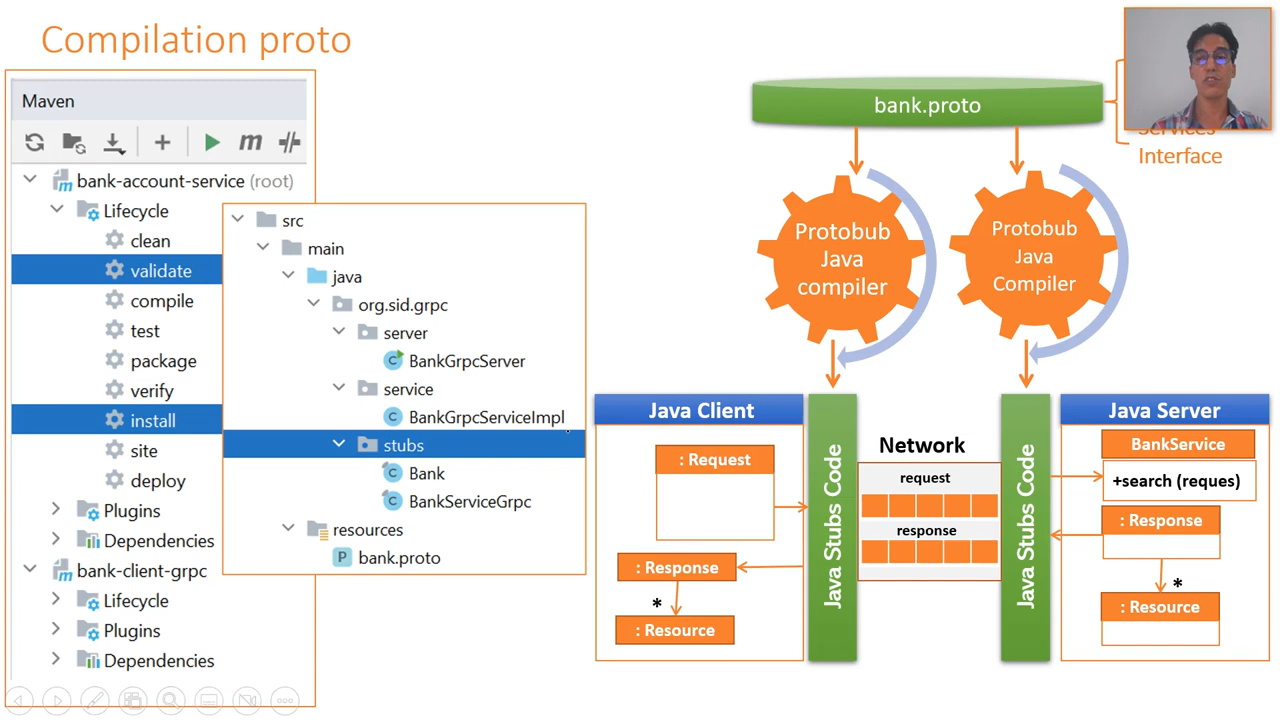 Compilation proto
Maven
bank-account-service (root)
Lifecycle
clean
validate
compile
test
package
verify
install
site
deploy
Plugins
Dependencies
bank-client-grpc
Lifecycle
Plugins
Dependencies
src
main
java
org.sid.grpc
server
BankGrpcServer
service
BankGrpcServiceImpl
stubs
Bank
BankServiceGrpc
resources
bank.proto
bank.proto
Services
Interface
Protobub
Java
compiler
Protobub
Java
Compiler
Java Client
: Request
: Response
*
: Resource
Java Stubs Code
Network
request
response
Java Stubs Code
Java Server
BankService
+search (reques)
: Response
*
: Resource